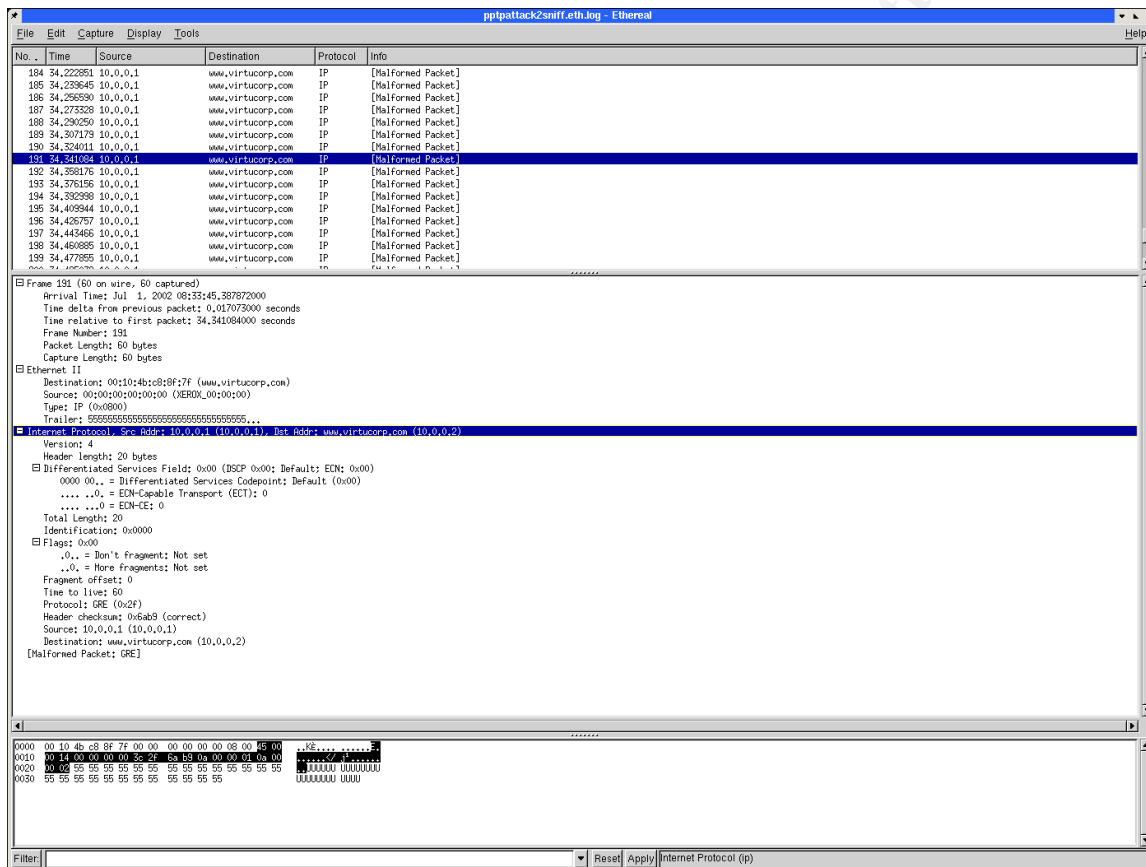 pptpattack2sniff.eth.log - Ethereal
File Edit Capture Display Tools Help
No. . Time Source Destination Protocol Info
184 34.222851 10.0.0.1 www.virtucorp.com IP [Malformed Packet]
185 34.239645 10.0.0.1 www.virtucorp.com IP [Malformed Packet]
186 34.256590 10.0.0.1 www.virtucorp.com IP [Malformed Packet]
187 34.273328 10.0.0.1 www.virtucorp.com IP [Malformed Packet]
188 34.290250 10.0.0.1 www.virtucorp.com IP [Malformed Packet]
189 34.307179 10.0.0.1 www.virtucorp.com IP [Malformed Packet]
190 34.324011 10.0.0.1 www.virtucorp.com IP [Malformed Packet]
191 34.341084 10.0.0.1 www.virtucorp.com IP [Malformed Packet]
192 34.358176 10.0.0.1 www.virtucorp.com IP [Malformed Packet]
193 34.376156 10.0.0.1 www.virtucorp.com IP [Malformed Packet]
194 34.392998 10.0.0.1 www.virtucorp.com IP [Malformed Packet]
195 34.409944 10.0.0.1 www.virtucorp.com IP [Malformed Packet]
196 34.426757 10.0.0.1 www.virtucorp.com IP [Malformed Packet]
197 34.443466 10.0.0.1 www.virtucorp.com IP [Malformed Packet]
198 34.460885 10.0.0.1 www.virtucorp.com IP [Malformed Packet]
199 34.477855 10.0.0.1 www.virtucorp.com IP [Malformed Packet]
Frame 191 (60 on wire, 60 captured)
Arrival Time: Jul 1, 2002 08:33:45.387872000
Time delta from previous packet: 0.017073000 seconds
Time relative to first packet: 34.341084000 seconds
Frame Number: 191
Packet Length: 60 bytes
Capture Length: 60 bytes
Ethernet II
Destination: 00:10:4b:c8:8f:7f (www.virtucorp.com)
Source: 00:00:00:00:00:00 (XEROX_00:00:00)
Type: IP (0x0800)
Trailer: 55555555555555555555555555555555...
Internet Protocol, Src Addr: 10.0.0.1 (10.0.0.1), Dst Addr: www.virtucorp.com (10.0.0.2)
Version: 4
Header length: 20 bytes
Differentiated Services Field: 0x00 (DSCP 0x00: Default; ECN: 0x00)
0000 00.. = Differentiated Services Codepoint: Default (0x00)
.... ..0. = ECN-Capable Transport (ECT): 0
.... ...0 = ECN-CE: 0
Total Length: 20
Identification: 0x0000
Flags: 0x00
.0.. = Don't fragment: Not set
..0. = More fragments: Not set
Fragment offset: 0
Time to live: 60
Protocol: GRE (0x2f)
Header checksum: 0x6ab9 (correct)
Source: 10.0.0.1 (10.0.0.1)
Destination: www.virtucorp.com (10.0.0.2)
[Malformed Packet: GRE]
0000 00 10 4b c8 8f 7f 00 00 00 00 00 00 08 00 45 00 ..KÈ.... ......E.
0010 00 14 00 00 00 00 3c 2f 6a b9 0a 00 00 01 0a 00 ......</ j¹......
0020 00 02 55 55 55 55 55 55 55 55 55 55 55 55 55 55 ..UUUUUU UUUUUUUU
0030 55 55 55 55 55 55 55 55 55 55 55 55 UUUUUUUU UUUU
Filter: Reset Apply Internet Protocol (ip)